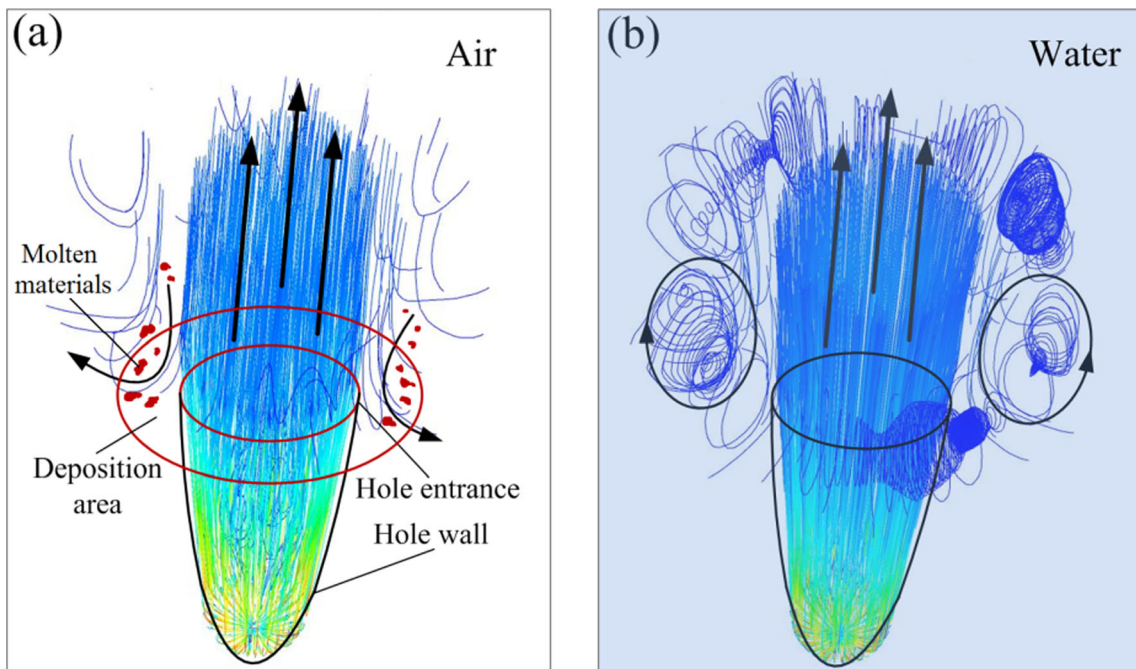 (a)
Air
Molten
materials
Deposition
area
Hole entrance
Hole wall
(b)
Water